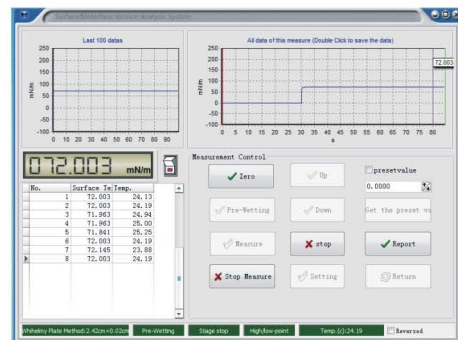 Surface/Interface tension Analyze System
Last 100 datas
mN/m
250
200
150
100
50
0
-50
-100
0 10 20 30 40 50 60 70 80 90
All data of this measure (Double Click to save the data)
mN/m
250
200
150
100
50
0
-50
-100
0 5 10 15 20 25 30 35 40 45 50 55 60 65 70 75 80
s
72.003
072.003 mN/m
No. Surface Te Temp.
1 72.003 24.13
2 72.003 24.19
3 71.963 24.94
4 71.963 25.00
5 71.841 25.25
6 72.003 24.19
7 72.145 23.88
8 72.003 24.19
Measurement Control
Zero
Up
presetvalue
0.0000
Pre-Wetting
Down
Get the preset va
Measure
stop
Report
Stop Measure
Setting
Return
Whihelmy Plate Method:2.42cm×0.02cm
Pre-Wetting
Stage stop
High/low-point
Temp.(c):24.19
Reversed